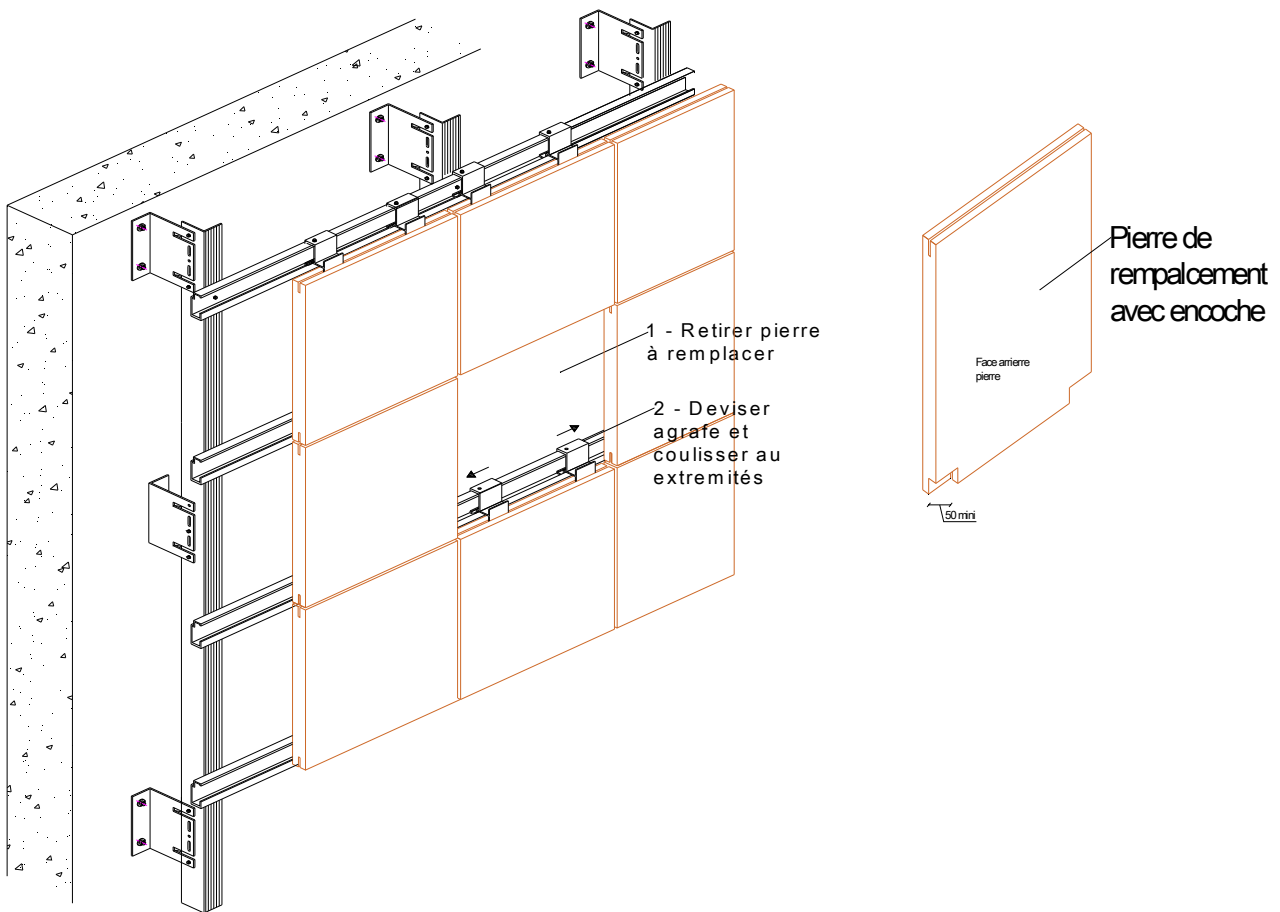 1 - Retirer pierre
à remplacer
2 - Deviser
agrafe et
coulisser au
extremités
Pierre de
rempalcement
avec encoche
Face arrierre
pierre
50 mini